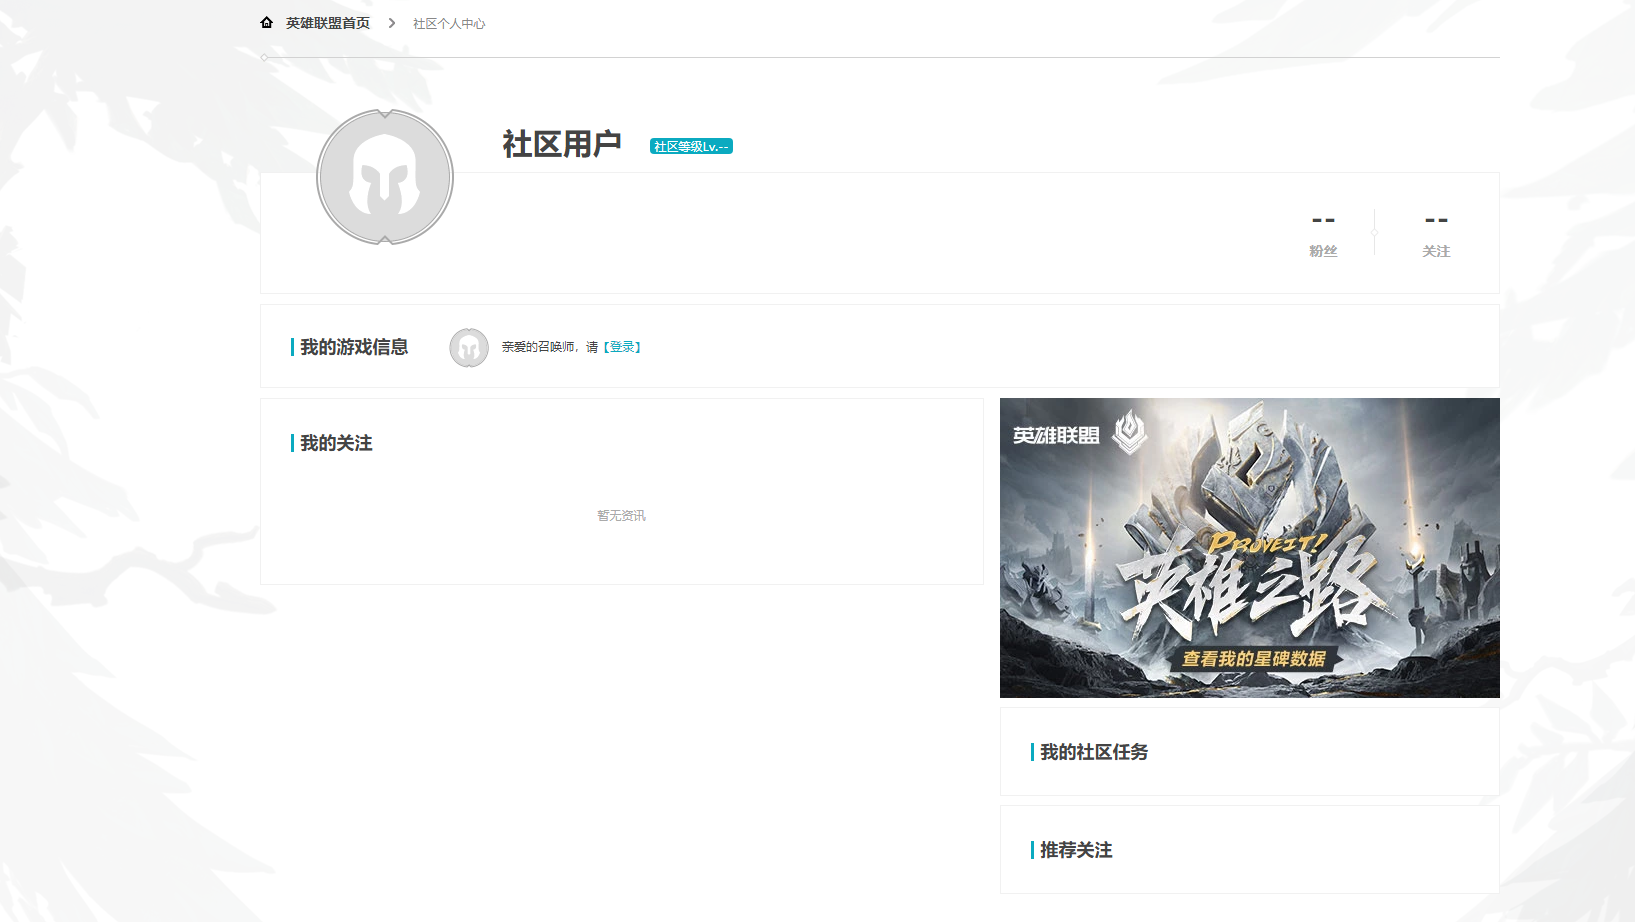 英雄联盟首页
社区个人中心
社区用户
社区等级Lv.--
--
粉丝
--
关注
我的游戏信息
亲爱的召唤师，请【登录】
我的关注
暂无资讯
英雄联盟
PROVE IT!
英雄之路
查看我的星碑数据
我的社区任务
推荐关注